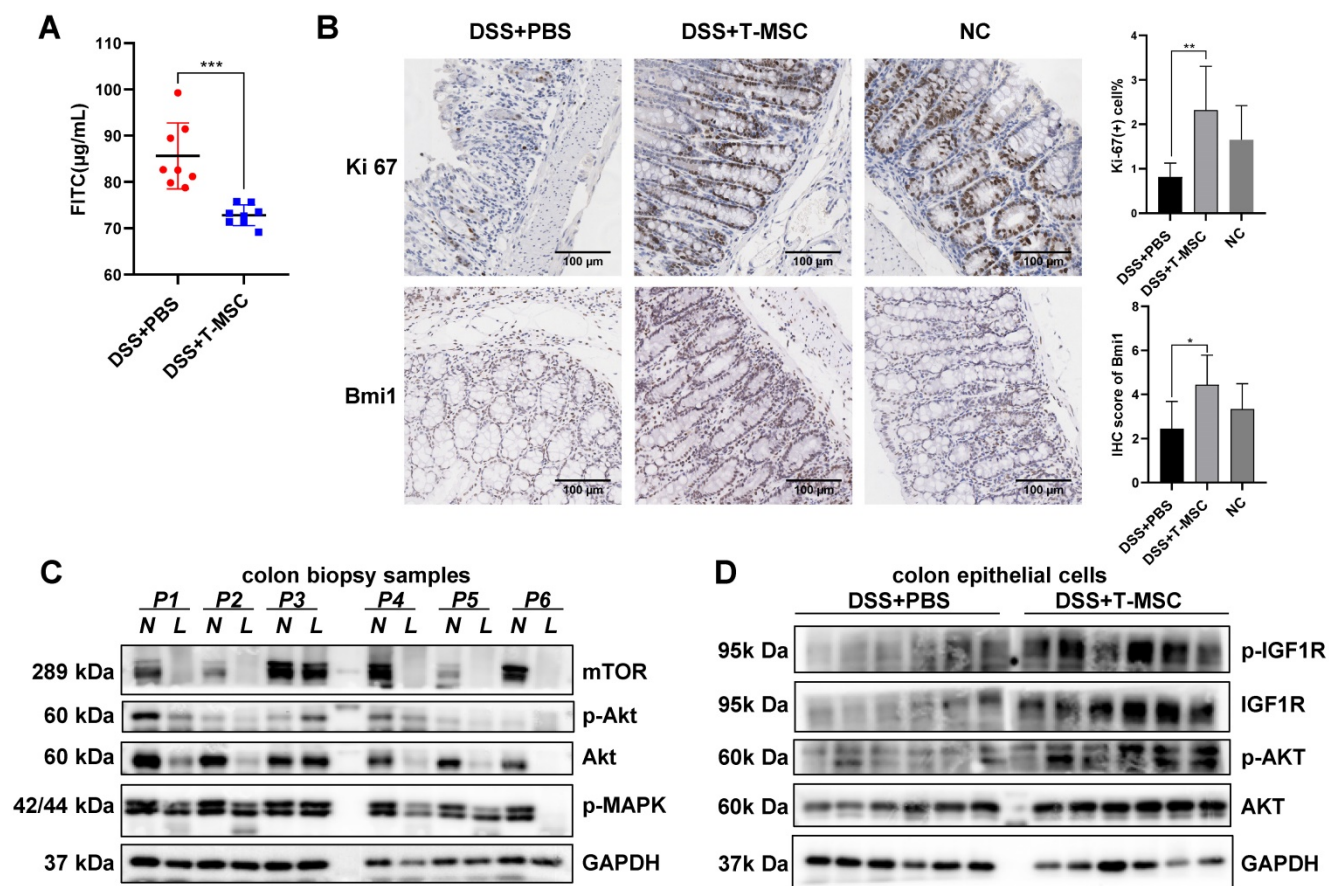 A
110
100
90
80
70
60
FITC(μg/mL)
***
DSS+PBS
DSS+T-MSC
B
DSS+PBS DSS+T-MSC NC
Ki 67
100 μm
100 μm
100 μm
Bmi1
100 μm
100 μm
100 μm
4
3
2
1
0
Ki-67(+) cell%
**
DSS+PBS
DSS+T-MSC
NC
8
6
4
2
0
IHC score of Bmi1
*
DSS+PBS
DSS+T-MSC
NC
C
colon biopsy samples
P1 P2 P3 P4 P5 P6
N L N L N L N L N L N L
289 kDa mTOR
60 kDa p-Akt
60 kDa Akt
42/44 kDa p-MAPK
37 kDa GAPDH
D
colon epithelial cells
DSS+PBS DSS+T-MSC
95k Da p-IGF1R
95k Da IGF1R
60k Da p-AKT
60k Da AKT
37k Da GAPDH